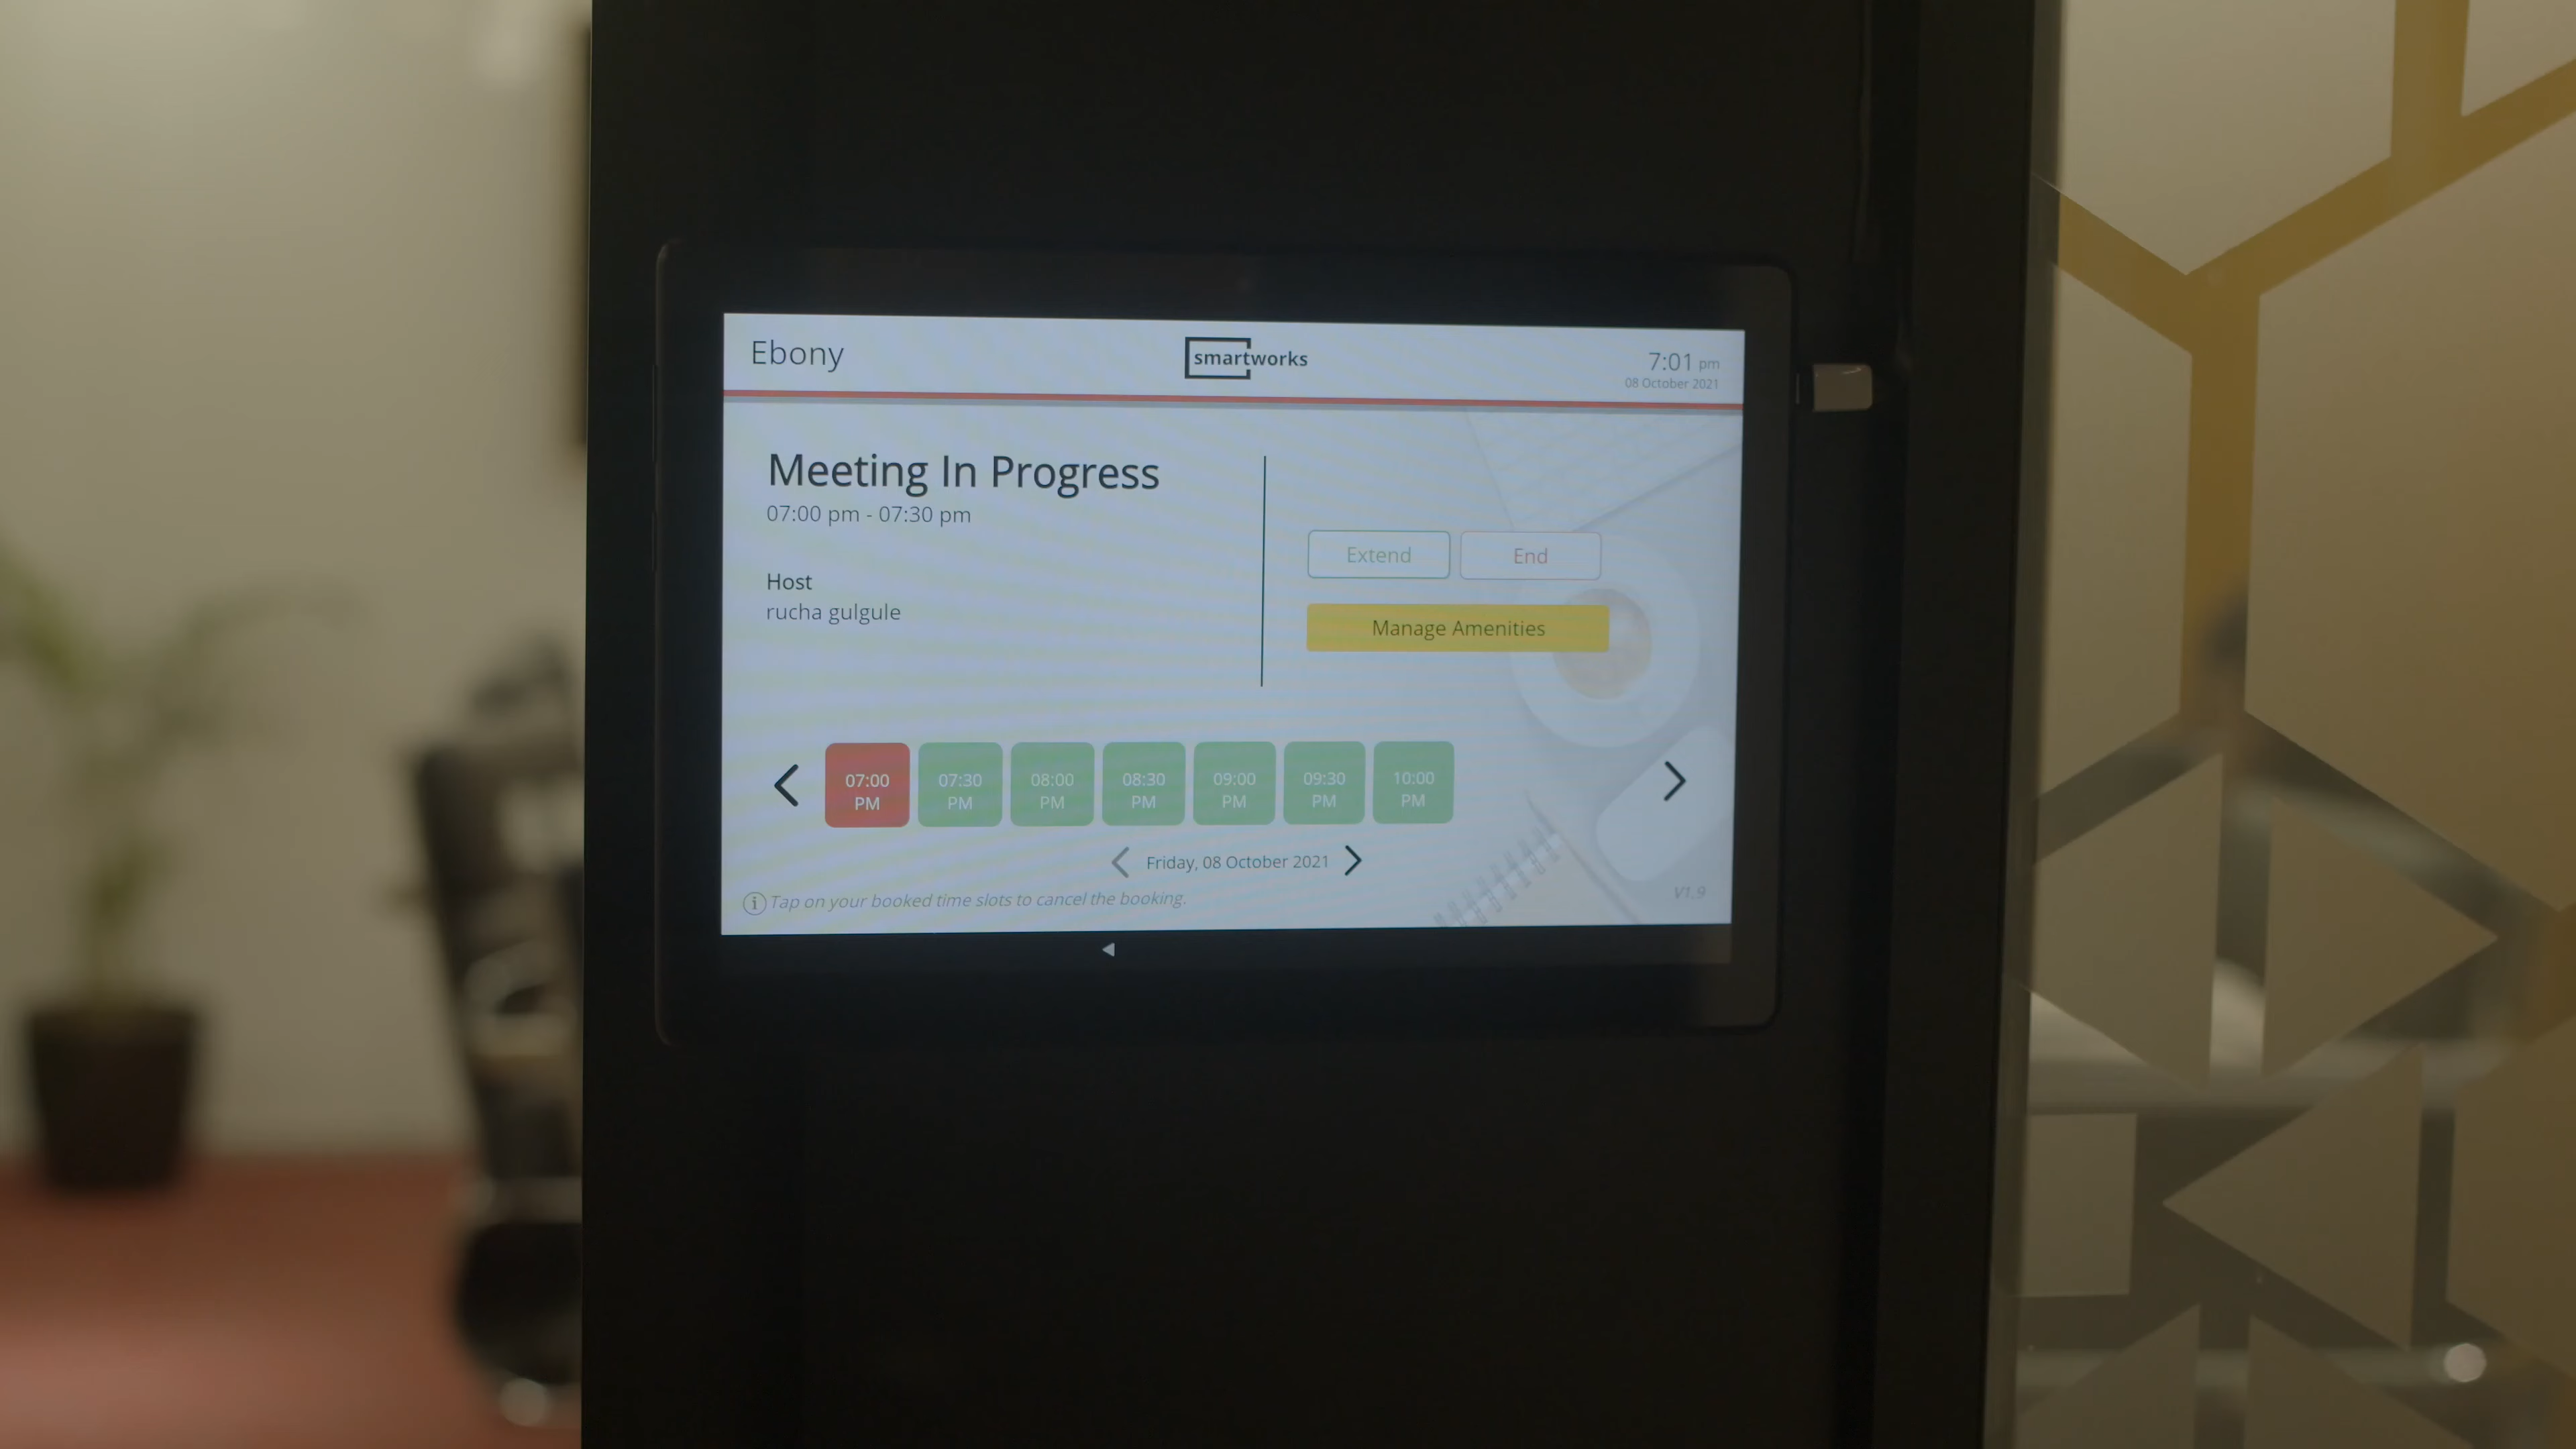 Ebony
smartworks
7:01 pm
08 October 2021
Meeting In Progress
07:00 pm - 07:30 pm
Host
rucha gulgule
Extend
End
Manage Amenities
07:00 PM
07:30 PM
08:00 PM
08:30 PM
09:00 PM
09:30 PM
10:00 PM
Friday, 08 October 2021
Tap on your booked time slots to cancel the booking.
V1.9